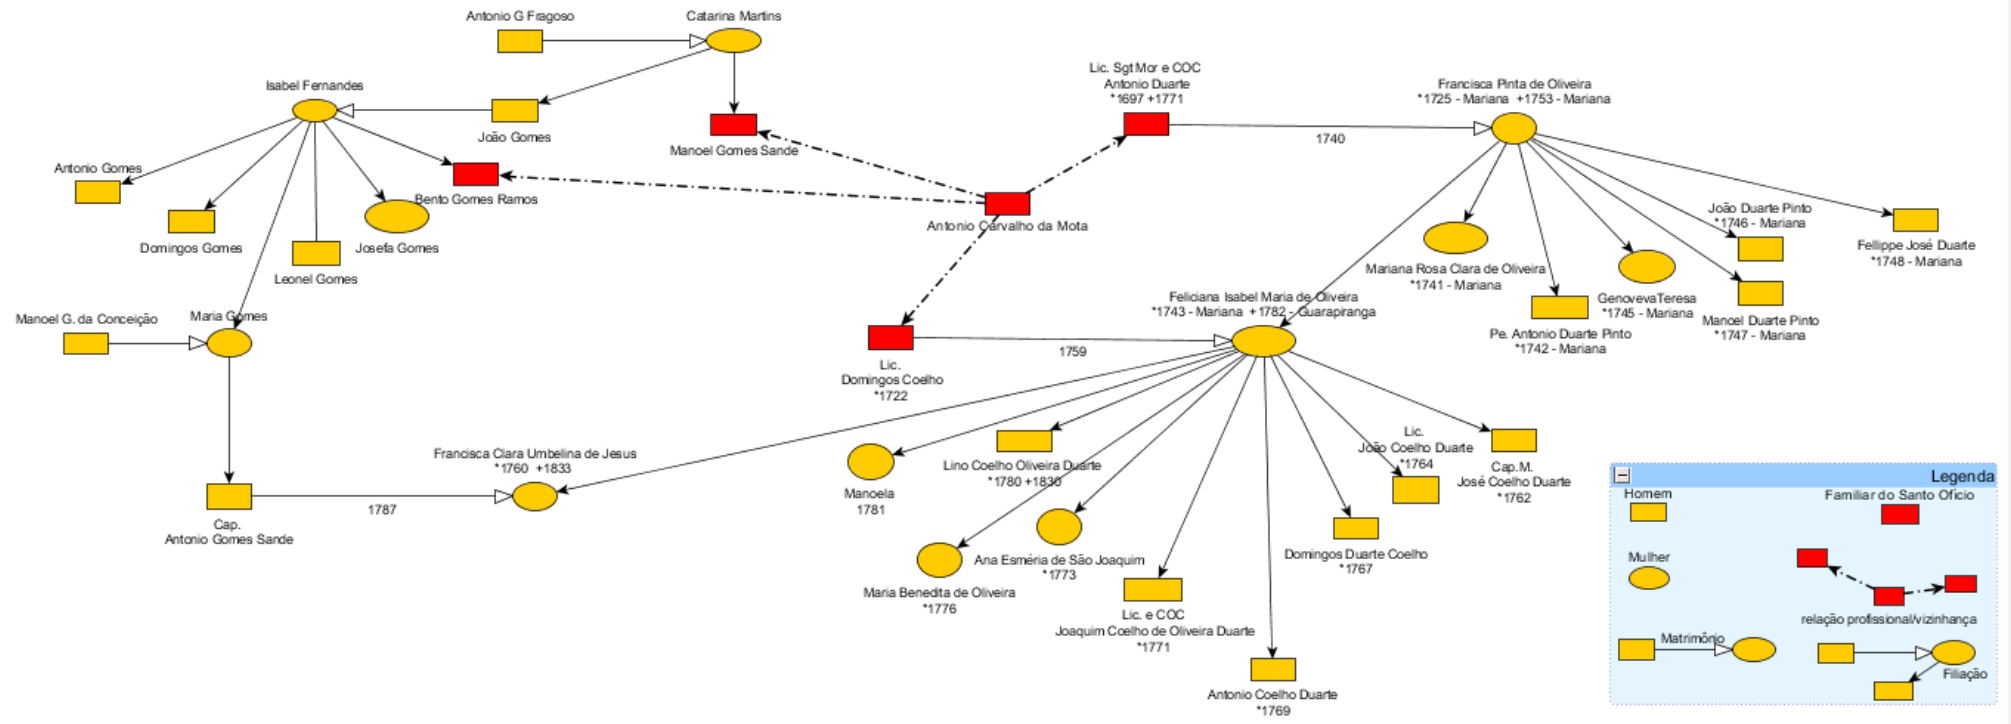 Antonio G Fragoso
Catarina Martins
Isabel Fernandes
João Gomes
Manoel Gomes Sande
Lic. Sgt Mor e COC
Antonio Duarte
*1697 +1771
1740
Francisca Pinta de Oliveira
*1725 - Mariana +1753 - Mariana
Antonio Gomes
Domingos Gomes
Leonel Gomes
Josefa Gomes
Bento Gomes Ramos
Antonio Carvalho da Mota
Mariana Rosa Clara de Oliveira
*1741 - Mariana
Pe. Antonio Duarte Pinto
*1742 - Mariana
GenovevaTeresa
*1745 - Mariana
João Duarte Pinto
*1746 - Mariana
Manoel Duarte Pinto
*1747 - Mariana
Fellippe José Duarte
*1748 - Mariana
Manoel G. da Conceição
Maria Gomes
Feliciana Isabel Maria de Oliveira
*1743 - Mariana +1782 - Guarapiranga
1759
Lic.
Domingos Coelho
*1722
Cap.
Antonio Gomes Sande
1787
Francisca Clara Umbelina de Jesus
*1760 +1833
Manoela
1781
Lino Coelho Oliveira Duarte
*1780 +1830
Maria Benedita de Oliveira
*1776
Ana Esméria de São Joaquim
*1773
Lic. e COC
Joaquim Coelho de Oliveira Duarte
*1771
Antonio Coelho Duarte
*1769
Domingos Duarte Coelho
*1767
Lic.
João Coelho Duarte
*1764
Cap.M.
José Coelho Duarte
*1762
Legenda
Homem
Familiar do Santo Ofício
Mulher
relação profissional/vizinhança
Matrimônio
Filiação